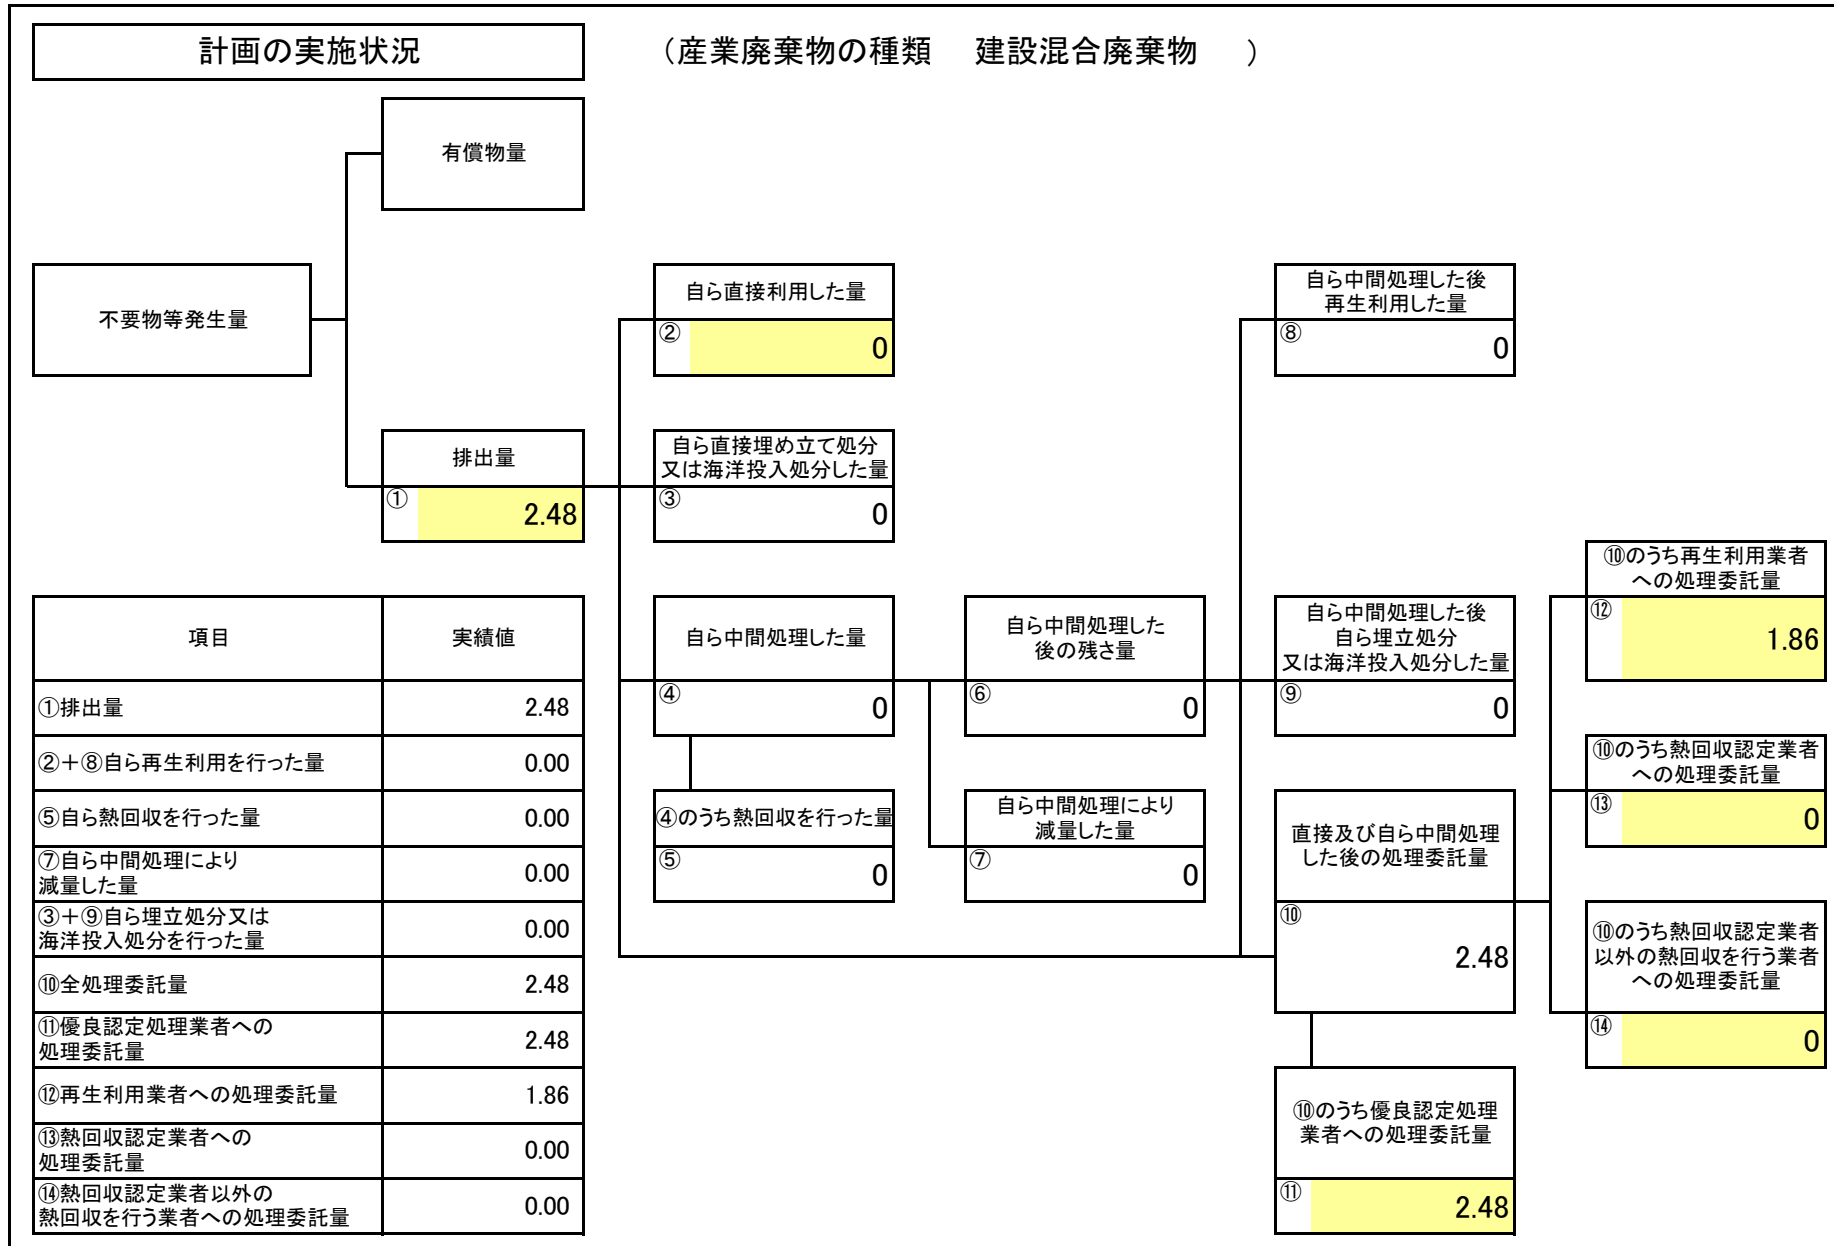 計画の実施状況
（産業廃棄物の種類　建設混合廃棄物　）
有償物量
不要物等発生量
排出量
①
2.48
自ら直接利用した量
②
0
自ら直接埋め立て処分
又は海洋投入処分した量
③
0
自ら中間処理した量
④
0
④のうち熱回収を行った量
⑤
0
自ら中間処理した
後の残さ量
⑥
0
自ら中間処理により
減量した量
⑦
0
自ら中間処理した後
再生利用した量
⑧
0
自ら中間処理した後
自ら埋立処分
又は海洋投入処分した量
⑨
0
直接及び自ら中間処理
した後の処理委託量
⑩
2.48
⑩のうち優良認定処理
業者への処理委託量
⑪
2.48
⑩のうち再生利用業者
への処理委託量
⑫
1.86
⑩のうち熱回収認定業者
への処理委託量
⑬
0
⑩のうち熱回収認定業者
以外の熱回収を行う業者
への処理委託量
⑭
0
項目 実績値
①排出量 2.48
②＋⑧自ら再生利用を行った量 0.00
⑤自ら熱回収を行った量 0.00
⑦自ら中間処理により
減量した量 0.00
③＋⑨自ら埋立処分又は
海洋投入処分を行った量 0.00
⑩全処理委託量 2.48
⑪優良認定処理業者への
処理委託量 2.48
⑫再生利用業者への処理委託量 1.86
⑬熱回収認定業者への
処理委託量 0.00
⑭熱回収認定業者以外の
熱回収を行う業者への処理委託量 0.00